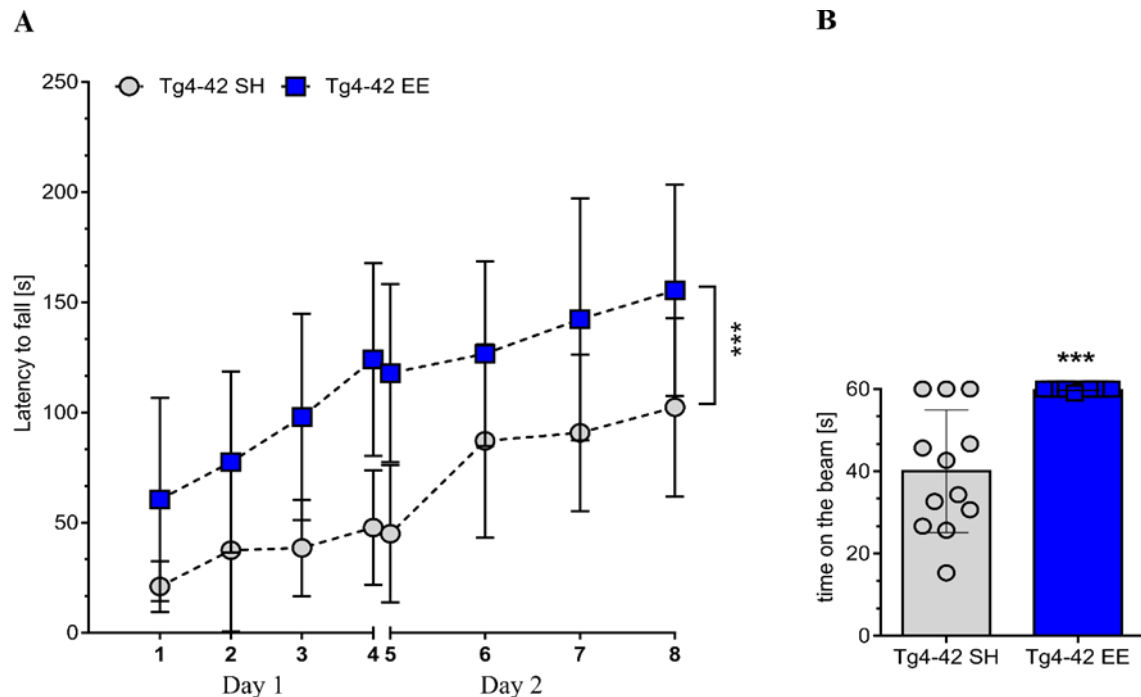 A
Tg4-42 SH Tg4-42 EE
Latency to fall [s]
250
200
150
100
50
0
***
1 2 3 4 5 6 7 8
Day 1 Day 2
B
time on the beam [s]
60
40
20
0
***
Tg4-42 SH Tg4-42 EE